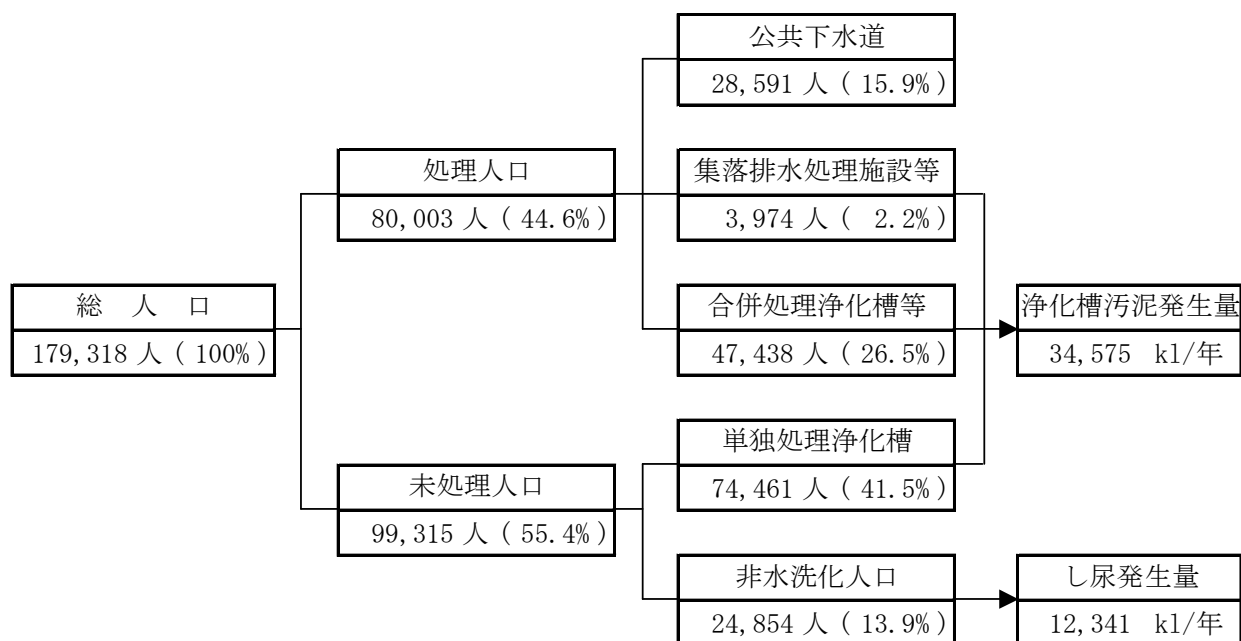 公共下水道
28,591 人 ( 15.9% )
処理人口
80,003 人 ( 44.6% )
集落排水処理施設等
3,974 人 ( 2.2% )
総 人 口
179,318 人 ( 100% )
合併処理浄化槽等
47,438 人 ( 26.5% )
浄化槽汚泥発生量
34,575 kl/年
未処理人口
99,315 人 ( 55.4% )
単独処理浄化槽
74,461 人 ( 41.5% )
非水洗化人口
24,854 人 ( 13.9% )
し尿発生量
12,341 kl/年